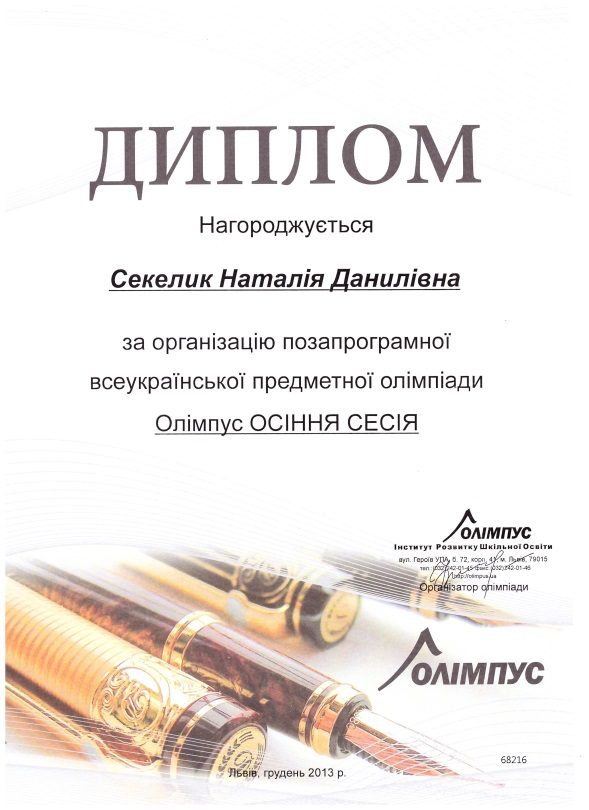 ДИПЛОМ
Нагороджується
Секелик Наталія Данилівна
за організацію позапрограмної
всеукраїнської предметної олімпіади
Олімпус ОСІННЯ СЕСІЯ
ОЛІМПУС
Інститут Розвитку Шкільної Освіти
вул. Героїв УПА, б. 72, корп. 41, м. Львів, 79015
тел. (032) 242-01-45 факс: (032) 242-01-46
http://olimpus.ua
Організатор олімпіади
ОЛІМПУС
68216
Львів, грудень 2013 р.